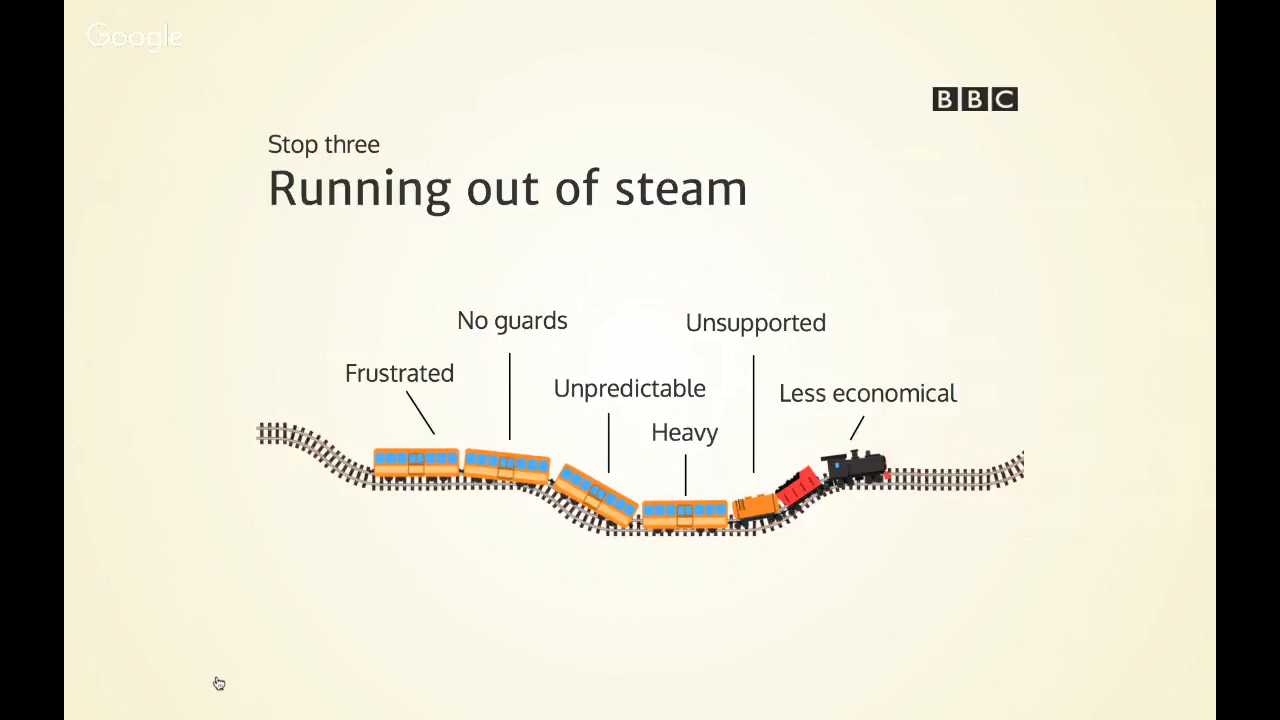 Google
BBC
Stop three
Running out of steam
No guards
Unsupported
Frustrated
Unpredictable
Less economical
Heavy